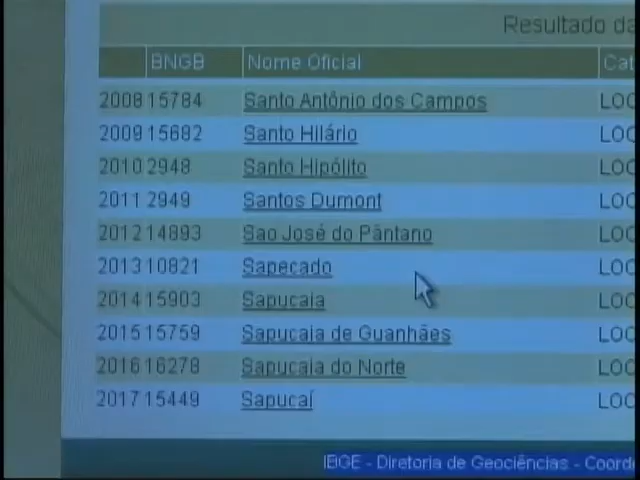 Resultado da
BNGB Nome Oficial Cat
2008 15784 Santo Antônio dos Campos LOC
2009 15682 Santo Hilário LOC
2010 2948 Santo Hipólito LOC
2011 2949 Santos Dumont LOC
2012 14893 Sao José do Pântano LOC
2013 10821 Sapecado LOC
2014 15903 Sapucaia LOC
2015 15759 Sapucaia de Guanhães LOC
2016 16278 Sapucaia do Norte LOC
2017 15449 Sapucaí LOC
IBGE - Diretoria de Geociências - Coord